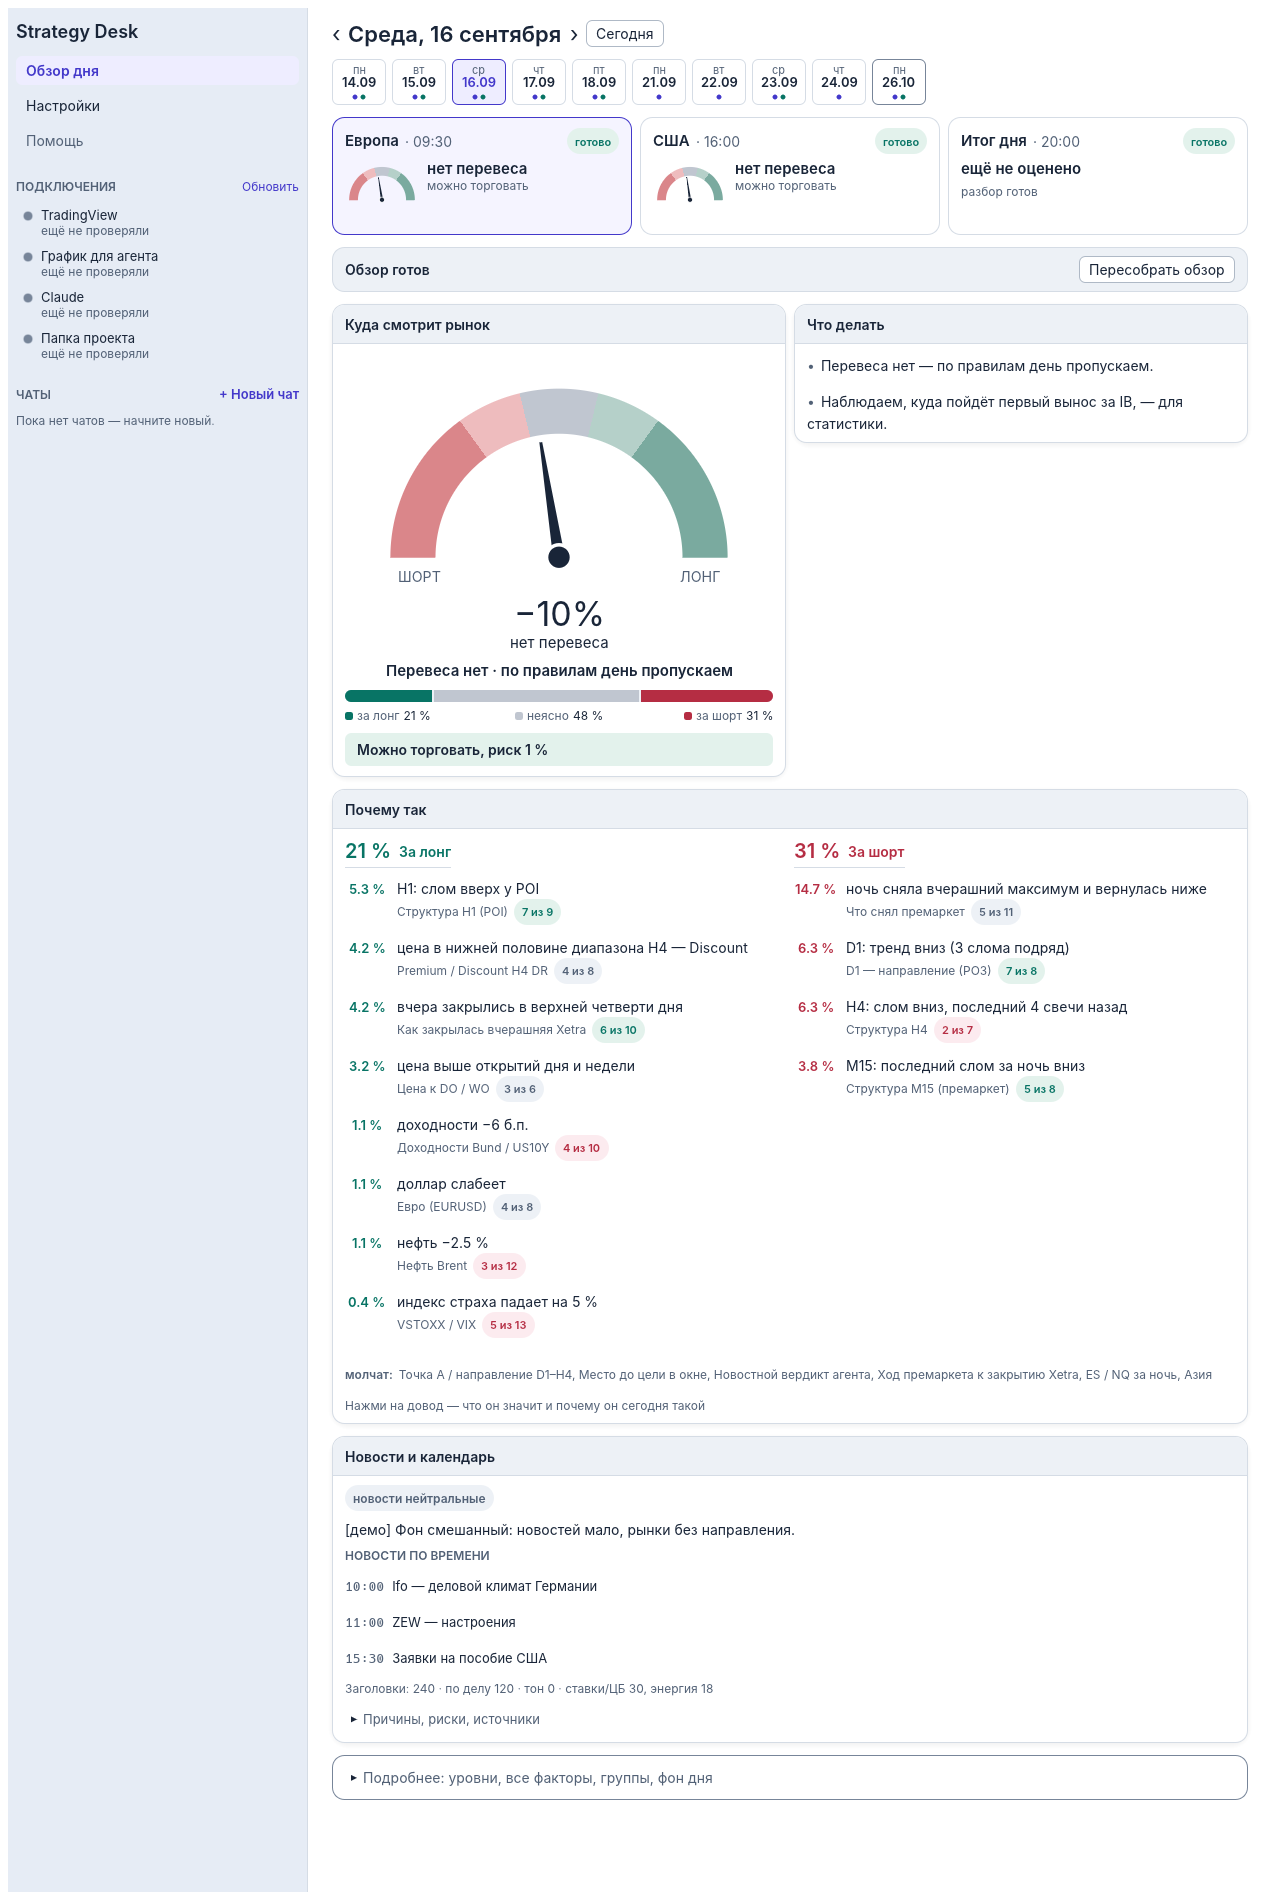 Strategy Desk
Обзор дня
Настройки
Помощь
ПОДКЛЮЧЕНИЯ Обновить
TradingView
ещё не проверяли
График для агента
ещё не проверяли
Claude
ещё не проверяли
Папка проекта
ещё не проверяли
ЧАТЫ + Новый чат
Пока нет чатов — начните новый.
‹ Среда, 16 сентября › Сегодня
пн вт ср чт пт пн вт ср чт пн
14.09 15.09 16.09 17.09 18.09 21.09 22.09 23.09 24.09 26.10
Европа · 09:30 готово
нет перевеса
можно торговать
США · 16:00 готово
нет перевеса
можно торговать
Итог дня · 20:00 готово
ещё не оценено
разбор готов
Обзор готов Пересобрать обзор
Куда смотрит рынок
ШОРТ ЛОНГ
−10%
нет перевеса
Перевеса нет · по правилам день пропускаем
за лонг 21 % неясно 48 % за шорт 31 %
Можно торговать, риск 1 %
Что делать
• Перевеса нет — по правилам день пропускаем.
• Наблюдаем, куда пойдёт первый вынос за IB, — для
статистики.
Почему так
21 % За лонг
5.3 % H1: слом вверх у POI
Структура H1 (POI) 7 из 9
4.2 % цена в нижней половине диапазона H4 — Discount
Premium / Discount H4 DR 4 из 8
4.2 % вчера закрылись в верхней четверти дня
Как закрылась вчерашняя Xetra 6 из 10
3.2 % цена выше открытий дня и недели
Цена к DO / WO 3 из 6
1.1 % доходности −6 б.п.
Доходности Bund / US10Y 4 из 10
1.1 % доллар слабеет
Евро (EURUSD) 4 из 8
1.1 % нефть −2.5 %
Нефть Brent 3 из 12
0.4 % индекс страха падает на 5 %
VSTOXX / VIX 5 из 13
31 % За шорт
14.7 % ночь сняла вчерашний максимум и вернулась ниже
Что снял премаркет 5 из 11
6.3 % D1: тренд вниз (3 слома подряд)
D1 — направление (PO3) 7 из 8
6.3 % H4: слом вниз, последний 4 свечи назад
Структура H4 2 из 7
3.8 % M15: последний слом за ночь вниз
Структура M15 (премаркет) 5 из 8
молчат: Точка А / направление D1–H4, Место до цели в окне, Новостной вердикт агента, Ход премаркета к закрытию Xetra, ES / NQ за ночь, Азия
Нажми на довод — что он значит и почему он сегодня такой
Новости и календарь
новости нейтральные
[демо] Фон смешанный: новостей мало, рынки без направления.
НОВОСТИ ПО ВРЕМЕНИ
10:00 Ifo — деловой климат Германии
11:00 ZEW — настроения
15:30 Заявки на пособие США
Заголовки: 240 · по делу 120 · тон 0 · ставки/ЦБ 30, энергия 18
▸ Причины, риски, источники
▸ Подробнее: уровни, все факторы, группы, фон дня